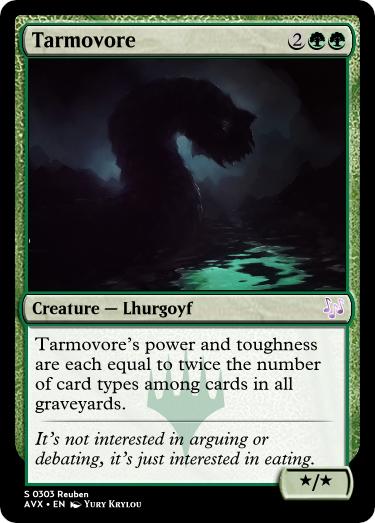 Tarmovore 2
Creature — Lhurgoyf
Tarmovore's power and toughness
are each equal to twice the number
of card types among cards in all
graveyards.
It's not interested in arguing or
debating, it's just interested in eating.
★/★
S 0303 Reuben
AVX • EN Yury Krylou